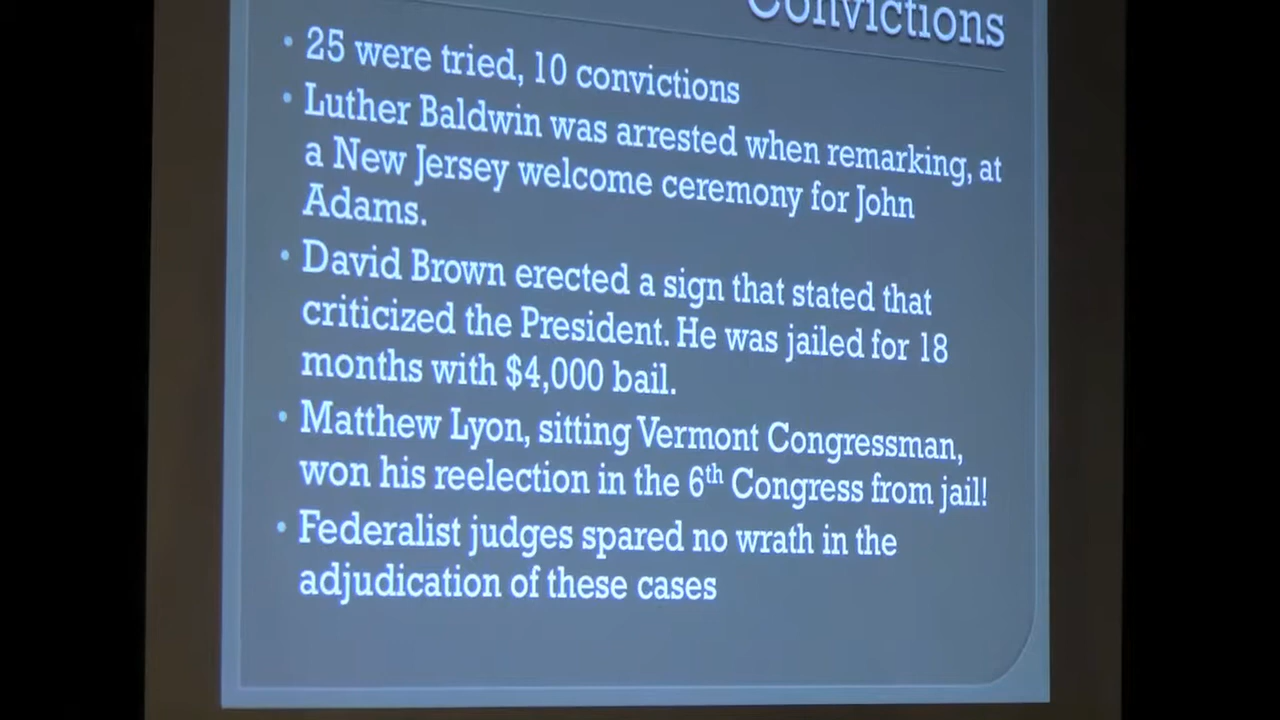 Convictions
• 25 were tried, 10 convictions
• Luther Baldwin was arrested when remarking, at
a New Jersey welcome ceremony for John
Adams.
• David Brown erected a sign that stated that
criticized the President. He was jailed for 18
months with $4,000 bail.
• Matthew Lyon, sitting Vermont Congressman,
won his reelection in the 6th Congress from jail!
• Federalist judges spared no wrath in the
adjudication of these cases